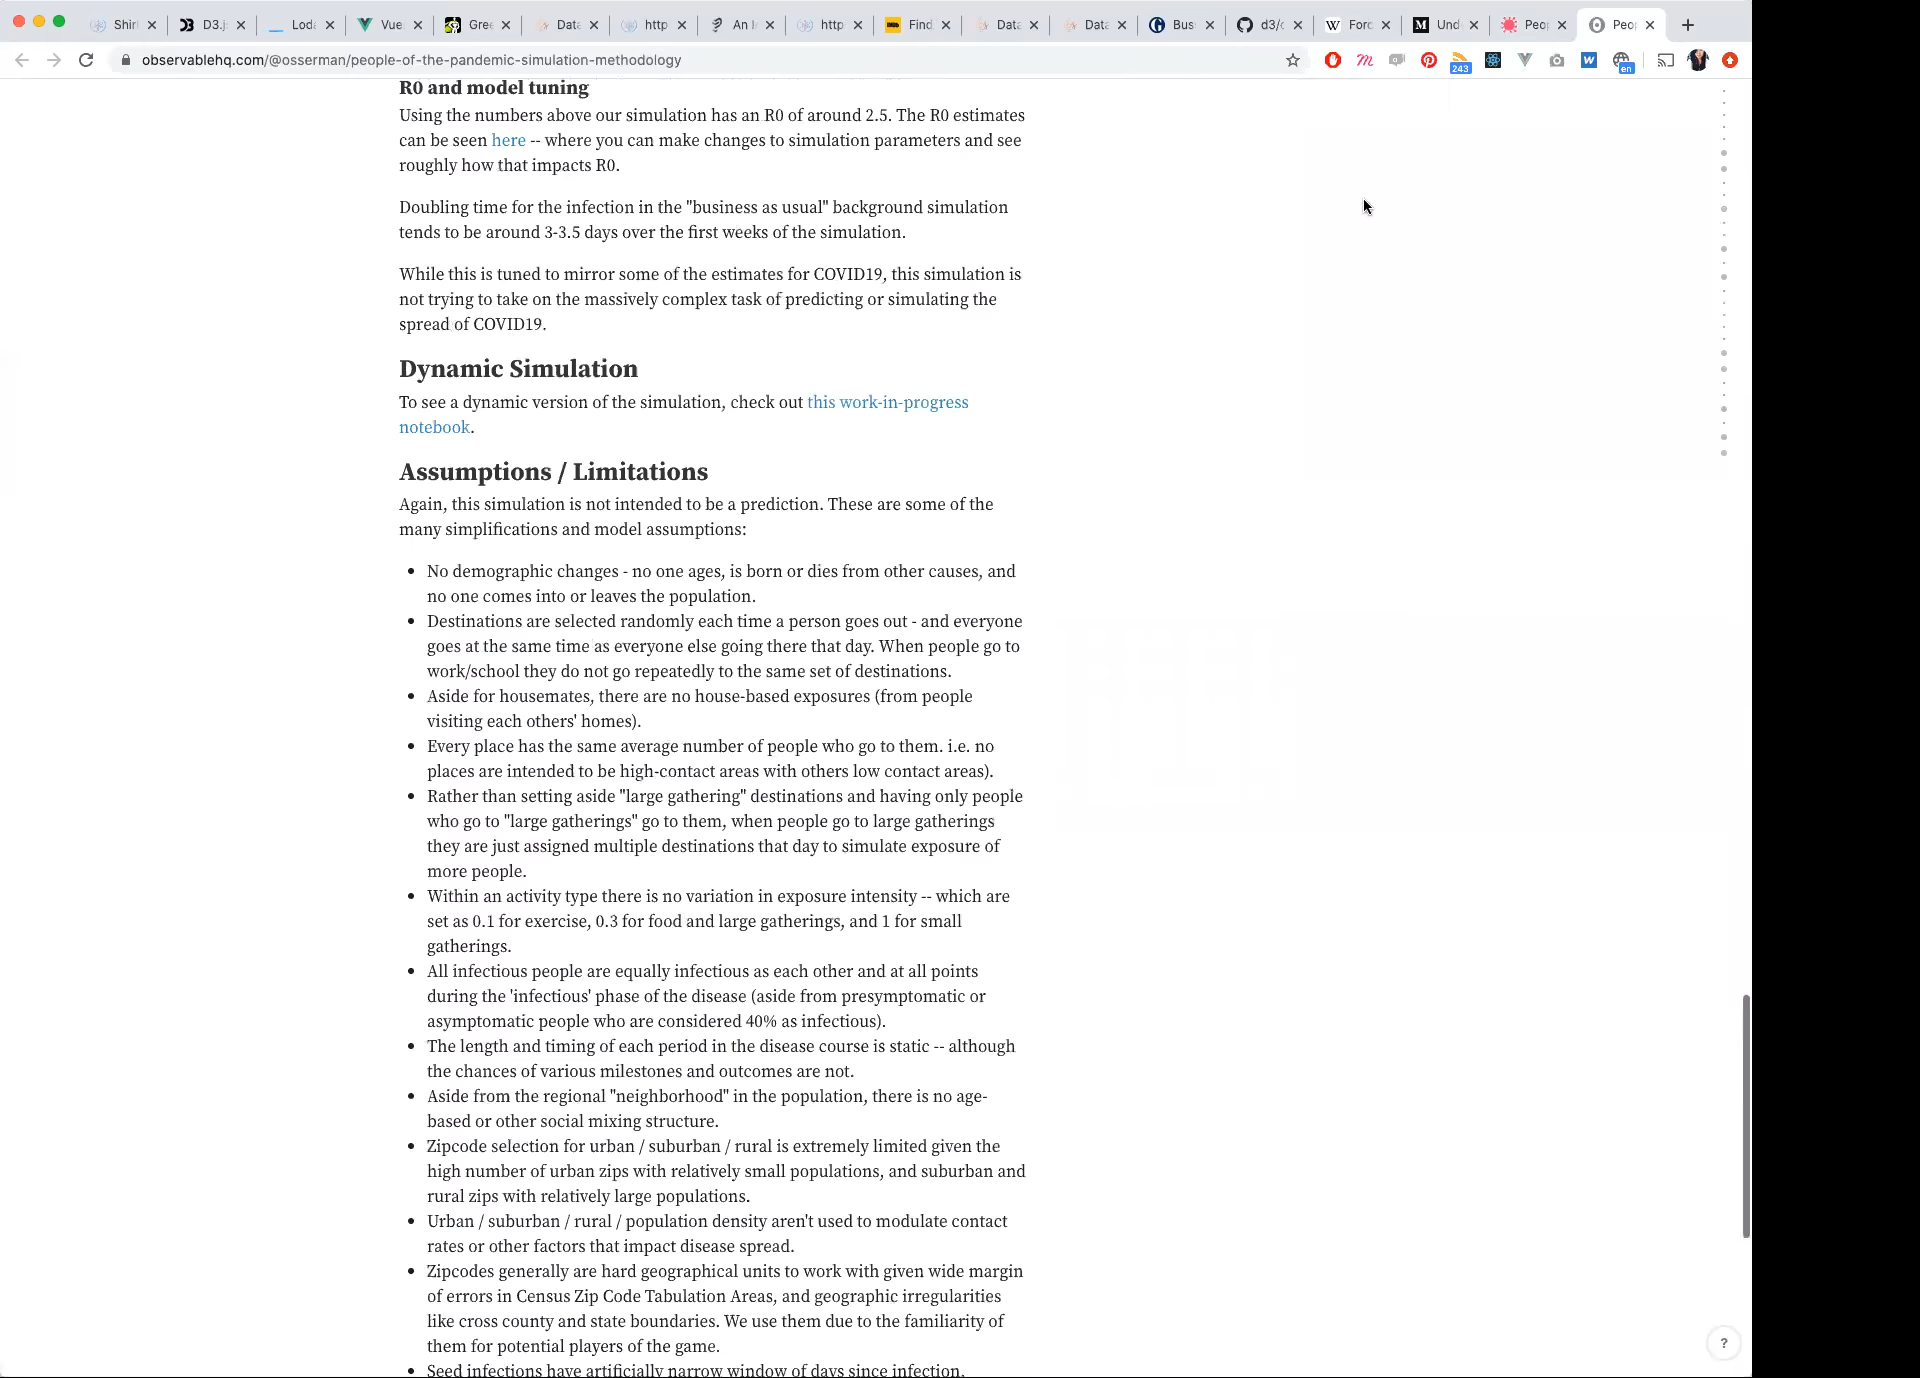 Shiri
D3.j
Loda
Vue
Gree
Data
http
An I
http
Find
Data
Data
Bus
d3/c
Forc
Und
Peop
Peop
observablehq.com/@osserman/people-of-the-pandemic-simulation-methodology
243
en
R0 and model tuning
Using the numbers above our simulation has an R0 of around 2.5. The R0 estimates
can be seen here -- where you can make changes to simulation parameters and see
roughly how that impacts R0.
Doubling time for the infection in the "business as usual" background simulation
tends to be around 3-3.5 days over the first weeks of the simulation.
While this is tuned to mirror some of the estimates for COVID19, this simulation is
not trying to take on the massively complex task of predicting or simulating the
spread of COVID19.
Dynamic Simulation
To see a dynamic version of the simulation, check out this work-in-progress
notebook.
Assumptions / Limitations
Again, this simulation is not intended to be a prediction. These are some of the
many simplifications and model assumptions:
• No demographic changes - no one ages, is born or dies from other causes, and
no one comes into or leaves the population.
• Destinations are selected randomly each time a person goes out - and everyone
goes at the same time as everyone else going there that day. When people go to
work/school they do not go repeatedly to the same set of destinations.
• Aside for housemates, there are no house-based exposures (from people
visiting each others' homes).
• Every place has the same average number of people who go to them. i.e. no
places are intended to be high-contact areas with others low contact areas).
• Rather than setting aside "large gathering" destinations and having only people
who go to "large gatherings" go to them, when people go to large gatherings
they are just assigned multiple destinations that day to simulate exposure of
more people.
• Within an activity type there is no variation in exposure intensity -- which are
set as 0.1 for exercise, 0.3 for food and large gatherings, and 1 for small
gatherings.
• All infectious people are equally infectious as each other and at all points
during the 'infectious' phase of the disease (aside from presymptomatic or
asymptomatic people who are considered 40% as infectious).
• The length and timing of each period in the disease course is static -- although
the chances of various milestones and outcomes are not.
• Aside from the regional "neighborhood" in the population, there is no age-
based or other social mixing structure.
• Zipcode selection for urban / suburban / rural is extremely limited given the
high number of urban zips with relatively small populations, and suburban and
rural zips with relatively large populations.
• Urban / suburban / rural / population density aren't used to modulate contact
rates or other factors that impact disease spread.
• Zipcodes generally are hard geographical units to work with given wide margin
of errors in Census Zip Code Tabulation Areas, and geographic irregularities
like cross county and state boundaries. We use them due to the familiarity of
them for potential players of the game.
• Seed infections have artificially narrow window of days since infection.
?